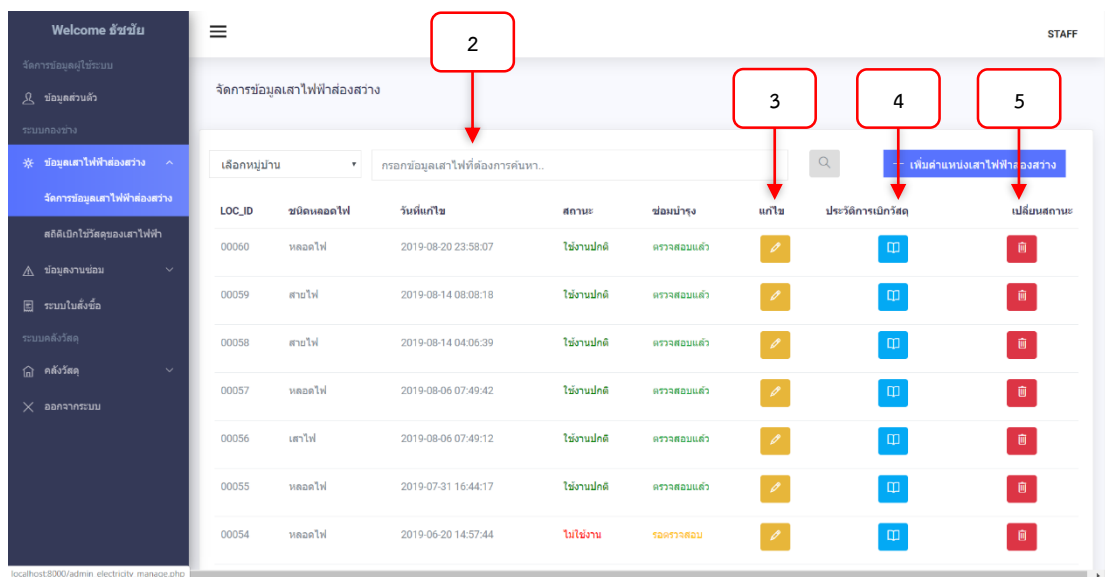 Welcome ธัชชัย
STAFF
2
จัดการข้อมูลผู้ใช้ระบบ
ข้อมูลส่วนตัว
ระบบกองช่าง
ข้อมูลเสาไฟฟ้าส่องสว่าง
จัดการข้อมูลเสาไฟฟ้าส่องสว่าง
สถิติเบิกใช้วัสดุของเสาไฟฟ้า
ข้อมูลงานซ่อม
ระบบใบสั่งซื้อ
ระบบคลังวัสดุ
คลังวัสดุ
ออกจากระบบ
localhost:8000/admin_electricity_manage.php
จัดการข้อมูลเสาไฟฟ้าส่องสว่าง
3 4 5
เลือกหมู่บ้าน กรอกข้อมูลเสาไฟที่ต้องการค้นหา.. เพิ่มตำแหน่งเสาไฟฟ้าส่องสว่าง
LOC_ID ชนิดหลอดไฟ วันที่แก้ไข สถานะ ซ่อมบำรุง แก้ไข ประวัติการเบิกวัสดุ เปลี่ยนสถานะ
00060 หลอดไฟ 2019-08-20 23:58:07 ใช้งานปกติ ตรวจสอบแล้ว
00059 สายไฟ 2019-08-14 08:08:18 ใช้งานปกติ ตรวจสอบแล้ว
00058 สายไฟ 2019-08-14 04:06:39 ใช้งานปกติ ตรวจสอบแล้ว
00057 หลอดไฟ 2019-08-06 07:49:42 ใช้งานปกติ ตรวจสอบแล้ว
00056 เสาไฟ 2019-08-06 07:49:12 ใช้งานปกติ ตรวจสอบแล้ว
00055 หลอดไฟ 2019-07-31 16:44:17 ใช้งานปกติ ตรวจสอบแล้ว
00054 หลอดไฟ 2019-06-20 14:57:44 ไม่ใช้งาน รอตรวจสอบ